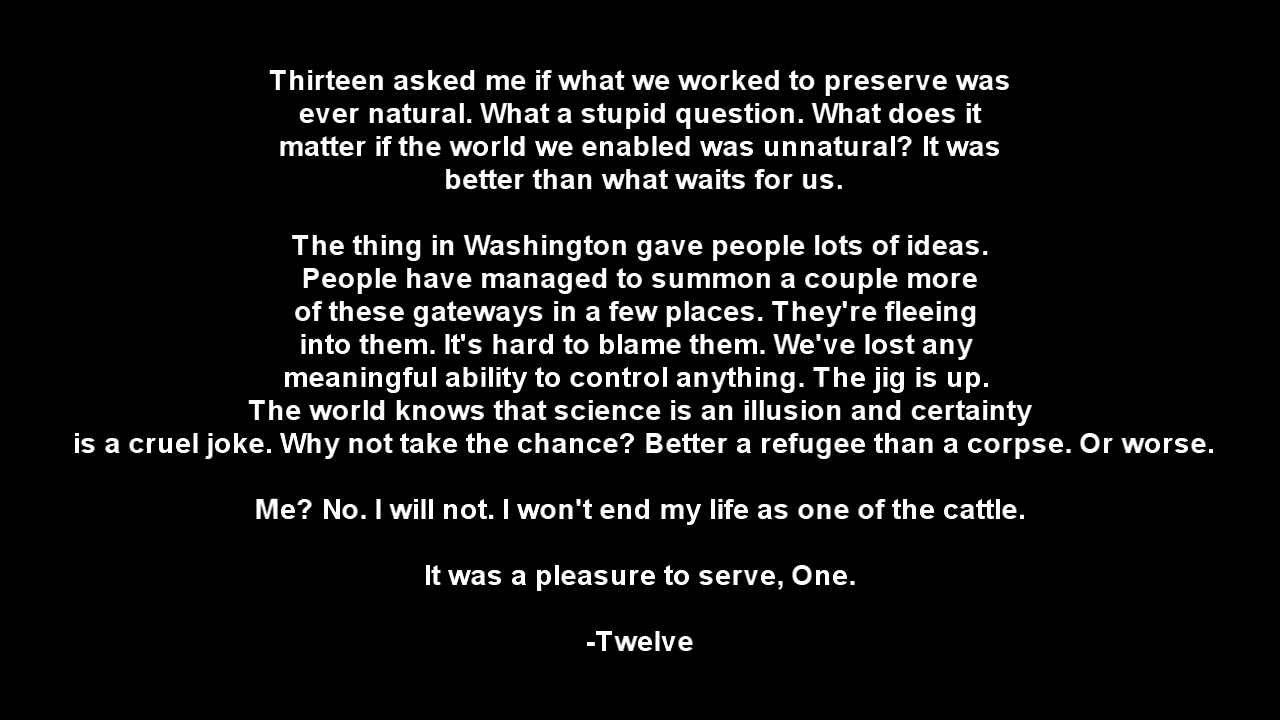 Thirteen asked me if what we worked to preserve was
ever natural. What a stupid question. What does it
matter if the world we enabled was unnatural? It was
better than what waits for us.
The thing in Washington gave people lots of ideas.
People have managed to summon a couple more
of these gateways in a few places. They're fleeing
into them. It's hard to blame them. We've lost any
meaningful ability to control anything. The jig is up.
The world knows that science is an illusion and certainty
is a cruel joke. Why not take the chance? Better a refugee than a corpse. Or worse.
Me? No. I will not. I won't end my life as one of the cattle.
It was a pleasure to serve, One.
-Twelve